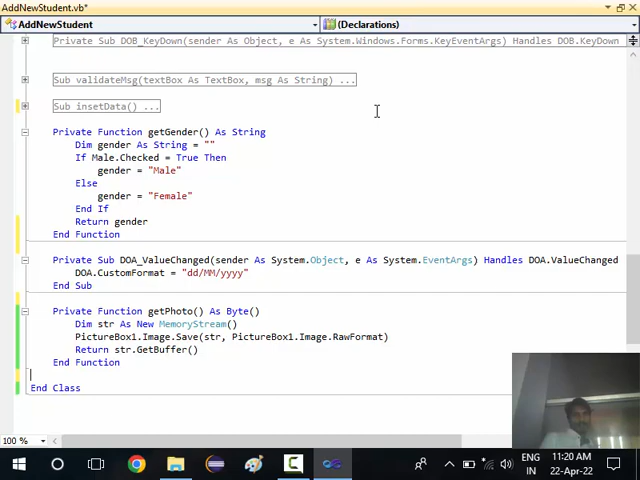 AddNewStudent.vb*
AddNewStudent
(Declarations)
Private Sub DOB_KeyDown(sender As Object, e As System.Windows.Forms.KeyEventArgs) Handles DOB.KeyDown
Sub validateMsg(textBox As TextBox, msg As String) ...
Sub insetData() ...
Private Function getGender() As String
Dim gender As String = ""
If Male.Checked = True Then
gender = "Male"
Else
gender = "Female"
End If
Return gender
End Function
Private Sub DOA_ValueChanged(sender As System.Object, e As System.EventArgs) Handles DOA.ValueChanged
DOA.CustomFormat = "dd/MM/yyyy"
End Sub
Private Function getPhoto() As Byte()
Dim str As New MemoryStream()
PictureBox1.Image.Save(str, PictureBox1.Image.RawFormat)
Return str.GetBuffer()
End Function
End Class
100 %
ENG
IN
11:20 AM
22-Apr-22